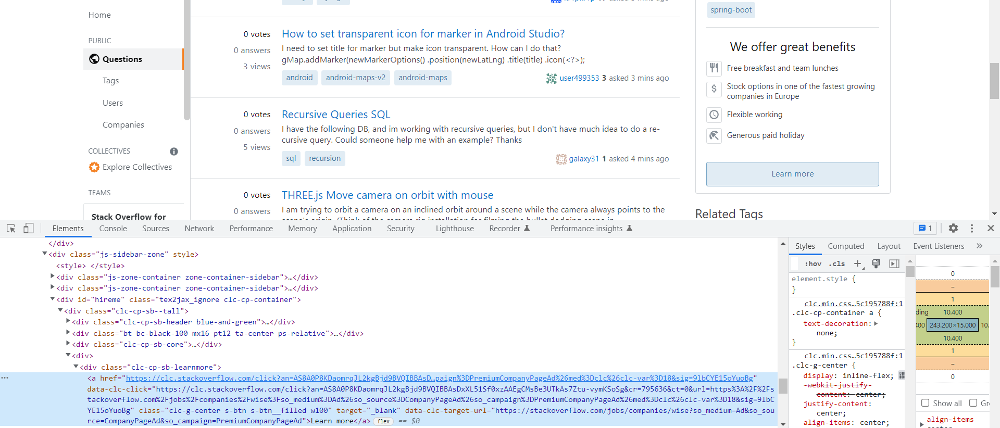 Home
PUBLIC
Questions
Tags
Users
Companies
COLLECTIVES
Explore Collectives
TEAMS
Stack Overflow for
0 votes
0 answers
3 views
How to set transparent icon for marker in Android Studio?
I need to set title for marker but make icon transparent. How can I do that?
gMap.addMarker(newMarkerOptions() .position(newLatLng) .title(title) .icon(<?>);
android android-maps-v2 android-maps
user499353 3 asked 3 mins ago
0 votes
0 answers
5 views
Recursive Queries SQL
I have the following DB, and im working with recursive queries, but I don't have much idea to do a re-
cursive query. Could someone help me with an example? Thanks
sql recursion
galaxy31 1 asked 4 mins ago
0 votes
0 answers
THREE.js Move camera on orbit with mouse
I am trying to orbit a camera on an inclined orbit around a scene while the camera always points to the
spring-boot
We offer great benefits
Free breakfast and team lunches
Stock options in one of the fastest growing
companies in Europe
Flexible working
Generous paid holiday
Learn more
Related Tags
Elements Console Sources Network Performance Memory Application Security Lighthouse Recorder Performance insights 1
</div>
<div class="js-sidebar-zone" style>
<style> </style>
<div class="js-zone-container zone-container-sidebar">…</div>
<div class="js-zone-container zone-container-sidebar">…</div>
<div id="hireme" class="tex2jax_ignore clc-cp-container">
<div class="clc-cp-sb--tall">
<div class="clc-cp-sb-header blue-and-green">…</div>
<div class="bt bc-black-100 mx16 pt12 ta-center ps-relative">…</div>
<div class="clc-cp-sb-core">…</div>
<div>
<div class="clc-cp-sb-learnmore">
<a href="https://clc.stackoverflow.com/click?an=AS8A0P8KDaomrqJL2kgBjd9BVQIBBAsD…paign%3DPremiumCompanyPageAd%26med%3Dclc%26clc-var%3D18&sig=9lbCYE15oYuoBg"
data-clc-click="https://clc.stackoverflow.com/click?an=AS8A0P8KDaomrqJL2kgBjd9BVQIBBAsDxXL51Sf0xzAAEgCMsBe3UTkAs7Ztu-vymKSoSg&cr=795636&ct=0&url=https%3A%2F%2Fs
tackoverflow.com%2Fjobs%2Fcompanies%2Fwise%3Fso_medium%3DAd%26so_source%3DCompanyPageAd%26so_campaign%3DPremiumCompanyPageAd%26med%3Dclc%26clc-var%3D18&sig=9lbC
YE15oYuoBg" class="clc-g-center s-btn s-btn__filled w100" target="_blank" data-clc-target-url="https://stackoverflow.com/jobs/companies/wise?so_medium=Ad&so_sou
rce=CompanyPageAd&so_campaign=PremiumCompanyPageAd">Learn more</a> flex == $0
Styles Computed Layout Event Listeners
:hov .cls
element.style {
}
clc.min.css…5c195788f:1
.clc-cp-container a {
text-decoration:
none;
}
clc.min.css…5c195788f:1
.clc-g-center {
display: inline-flex;
-webkit-justify-
content: center;
justify-content:
center;
align-items: center;
0
–
1
ding 10.400
400 243.200×15.000 10.
10.400
1
–
0
Show all Gr
align-items